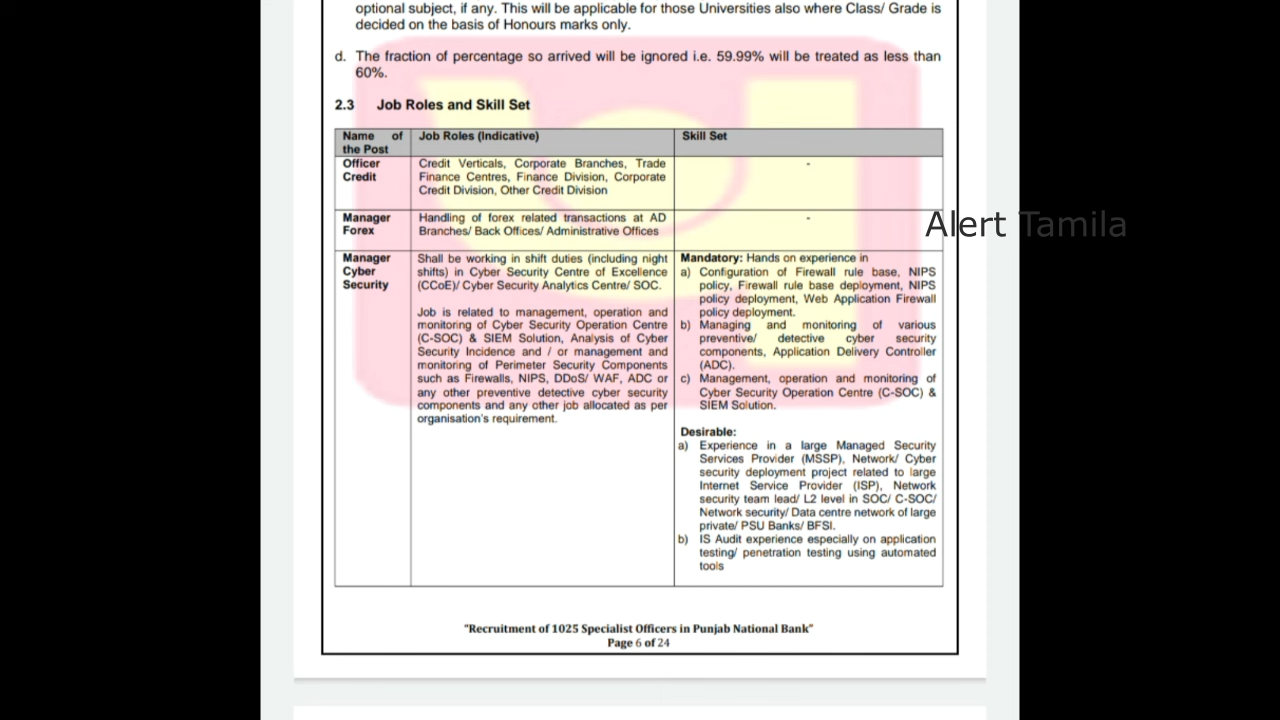 optional subject, if any. This will be applicable for those Universities also where Class/ Grade is
decided on the basis of Honours marks only.
d. The fraction of percentage so arrived will be ignored i.e. 59.99% will be treated as less than
60%.
2.3 Job Roles and Skill Set
Name of
the Post
Job Roles (Indicative)
Skill Set
Officer
Credit
Credit Verticals, Corporate Branches, Trade
Finance Centres, Finance Division, Corporate
Credit Division, Other Credit Division
-
Manager
Forex
Handling of forex related transactions at AD
Branches/ Back Offices/ Administrative Offices
-
Alert Tamila
Manager
Cyber
Security
Shall be working in shift duties (including night
shifts) in Cyber Security Centre of Excellence
(CCoE)/ Cyber Security Analytics Centre/ SOC.
Job is related to management, operation and
monitoring of Cyber Security Operation Centre
(C-SOC) & SIEM Solution, Analysis of Cyber
Security Incidence and / or management and
monitoring of Perimeter Security Components
such as Firewalls, NIPS, DDoS/ WAF, ADC or
any other preventive detective cyber security
components and any other job allocated as per
organisation's requirement.
Mandatory: Hands on experience in
a) Configuration of Firewall rule base, NIPS
policy, Firewall rule base deployment, NIPS
policy deployment, Web Application Firewall
policy deployment.
b) Managing and monitoring of various
preventive/ detective cyber security
components, Application Delivery Controller
(ADC).
c) Management, operation and monitoring of
Cyber Security Operation Centre (C-SOC) &
SIEM Solution.
Desirable:
a) Experience in a large Managed Security
Services Provider (MSSP), Network/ Cyber
security deployment project related to large
Internet Service Provider (ISP), Network
security team lead/ L2 level in SOC/ C-SOC/
Network security/ Data centre network of large
private/ PSU Banks/ BFSI.
b) IS Audit experience especially on application
testing/ penetration testing using automated
tools
"Recruitment of 1025 Specialist Officers in Punjab National Bank"
Page 6 of 24